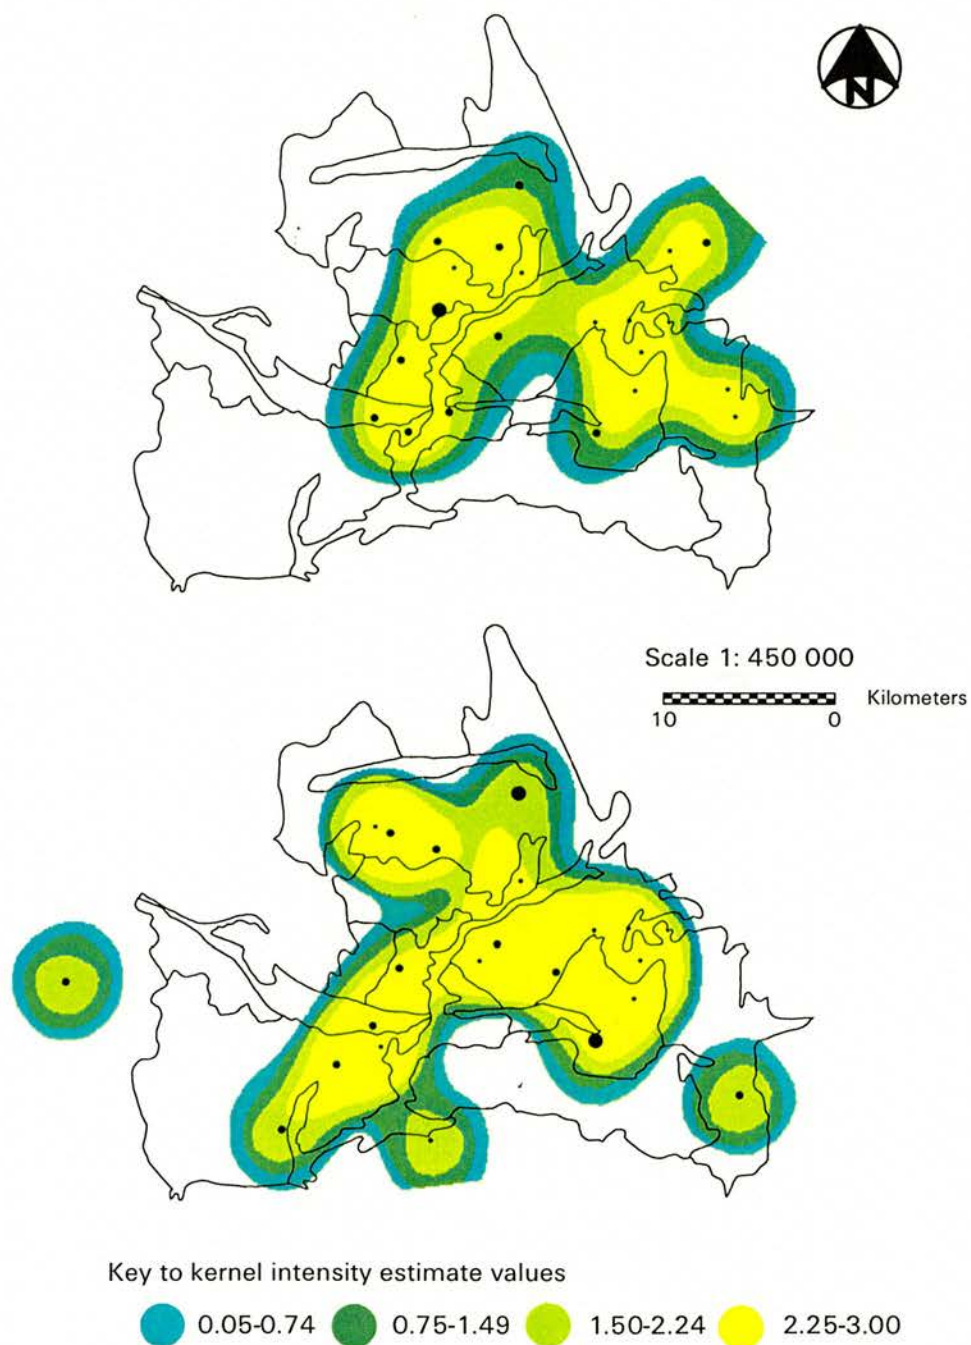 N
Scale 1: 450 000
Kilometers
10 0
Key to kernel intensity estimate values
0.05-0.74 0.75-1.49 1.50-2.24 2.25-3.00